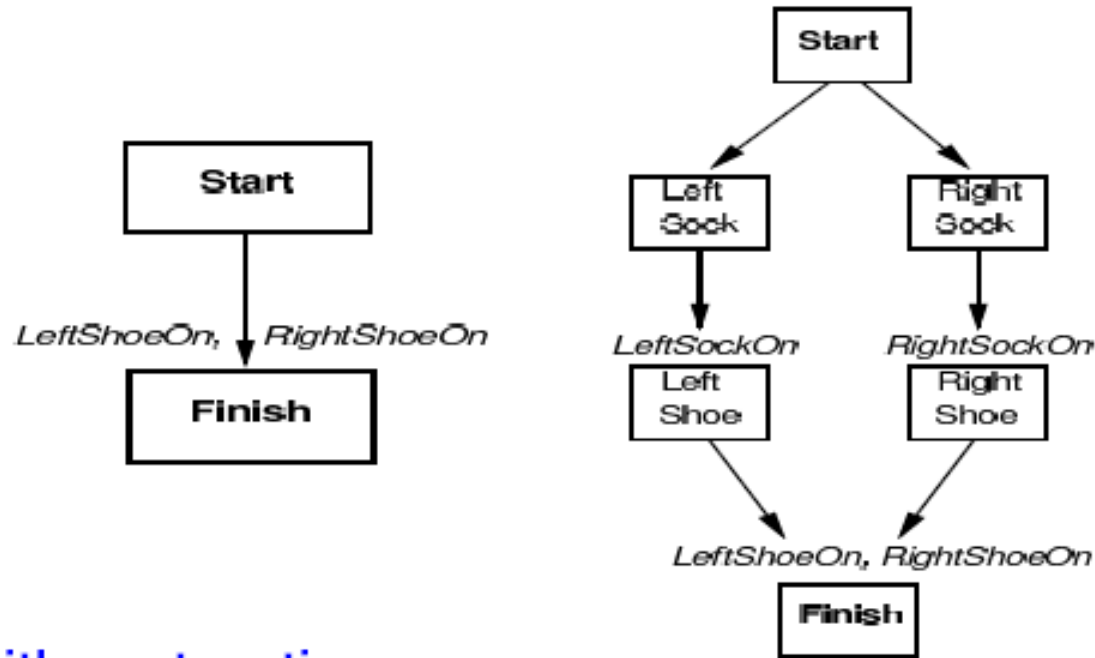 Start
LeftShoeOn, RightShoeOn
Finish
Start
Left
Sock
Right
Sock
LeftSockOn
RightSockOn
Left
Shoe
Right
Shoe
LeftShoeOn, RightShoeOn
Finish